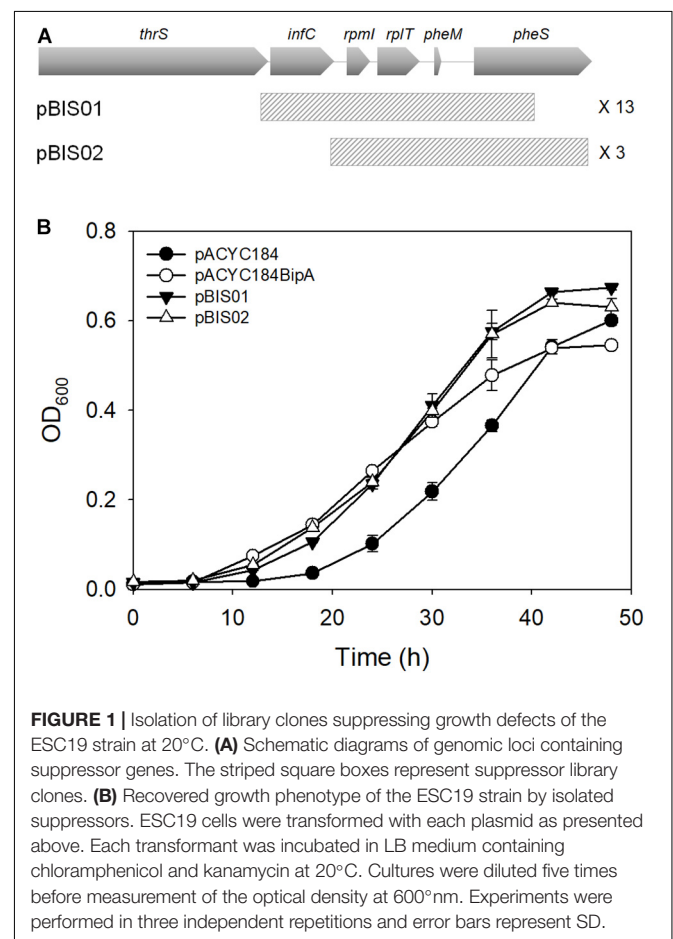 A
thrS infC rpmI rplT pheM pheS
pBIS01 X 13
pBIS02 X 3
B
0.8
0.6
0.4
0.2
0.0
OD600
pACYC184
pACYC184BipA
pBIS01
pBIS02
0 10 20 30 40 50
Time (h)
FIGURE 1 | Isolation of library clones suppressing growth defects of the
ESC19 strain at 20°C. (A) Schematic diagrams of genomic loci containing
suppressor genes. The striped square boxes represent suppressor library
clones. (B) Recovered growth phenotype of the ESC19 strain by isolated
suppressors. ESC19 cells were transformed with each plasmid as presented
above. Each transformant was incubated in LB medium containing
chloramphenicol and kanamycin at 20°C. Cultures were diluted five times
before measurement of the optical density at 600°nm. Experiments were
performed in three independent repetitions and error bars represent SD.